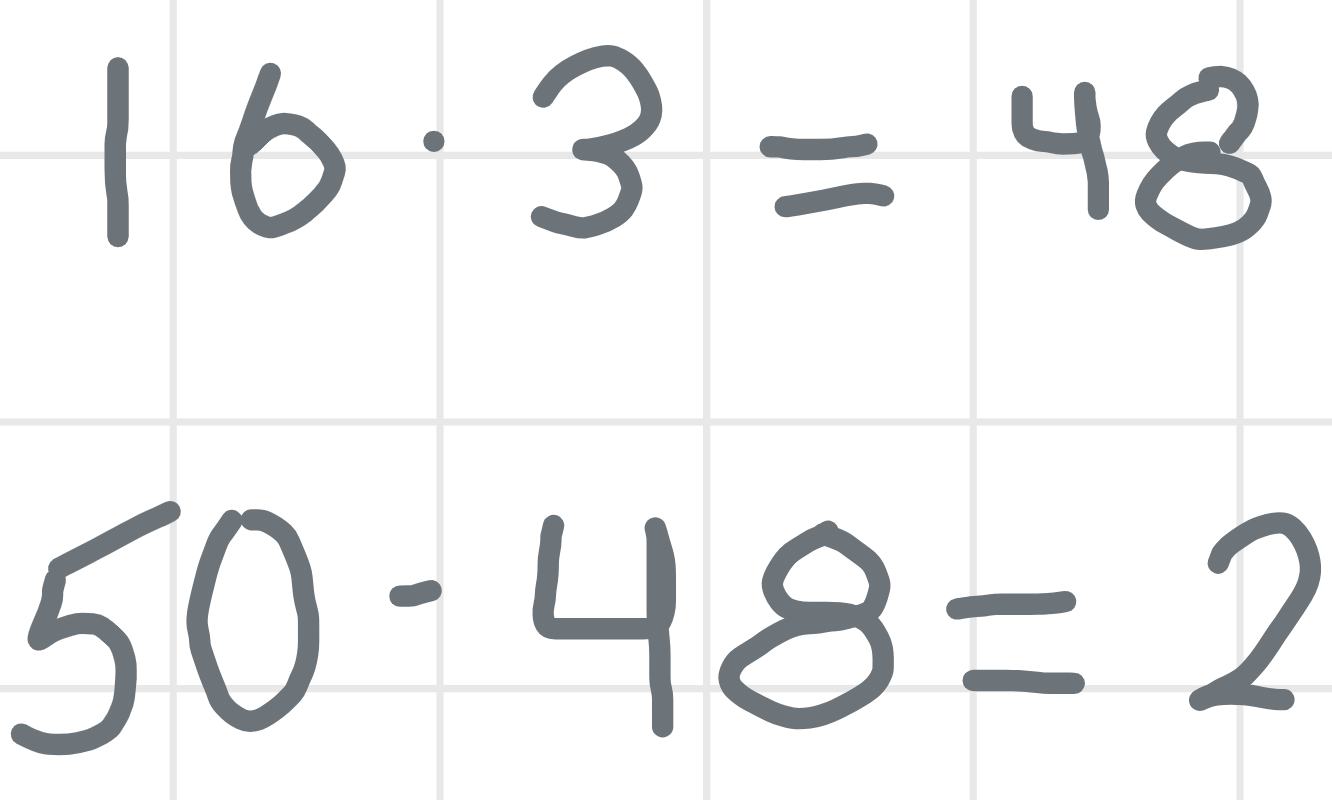 16 · 3 = 48
50 - 48 = 2